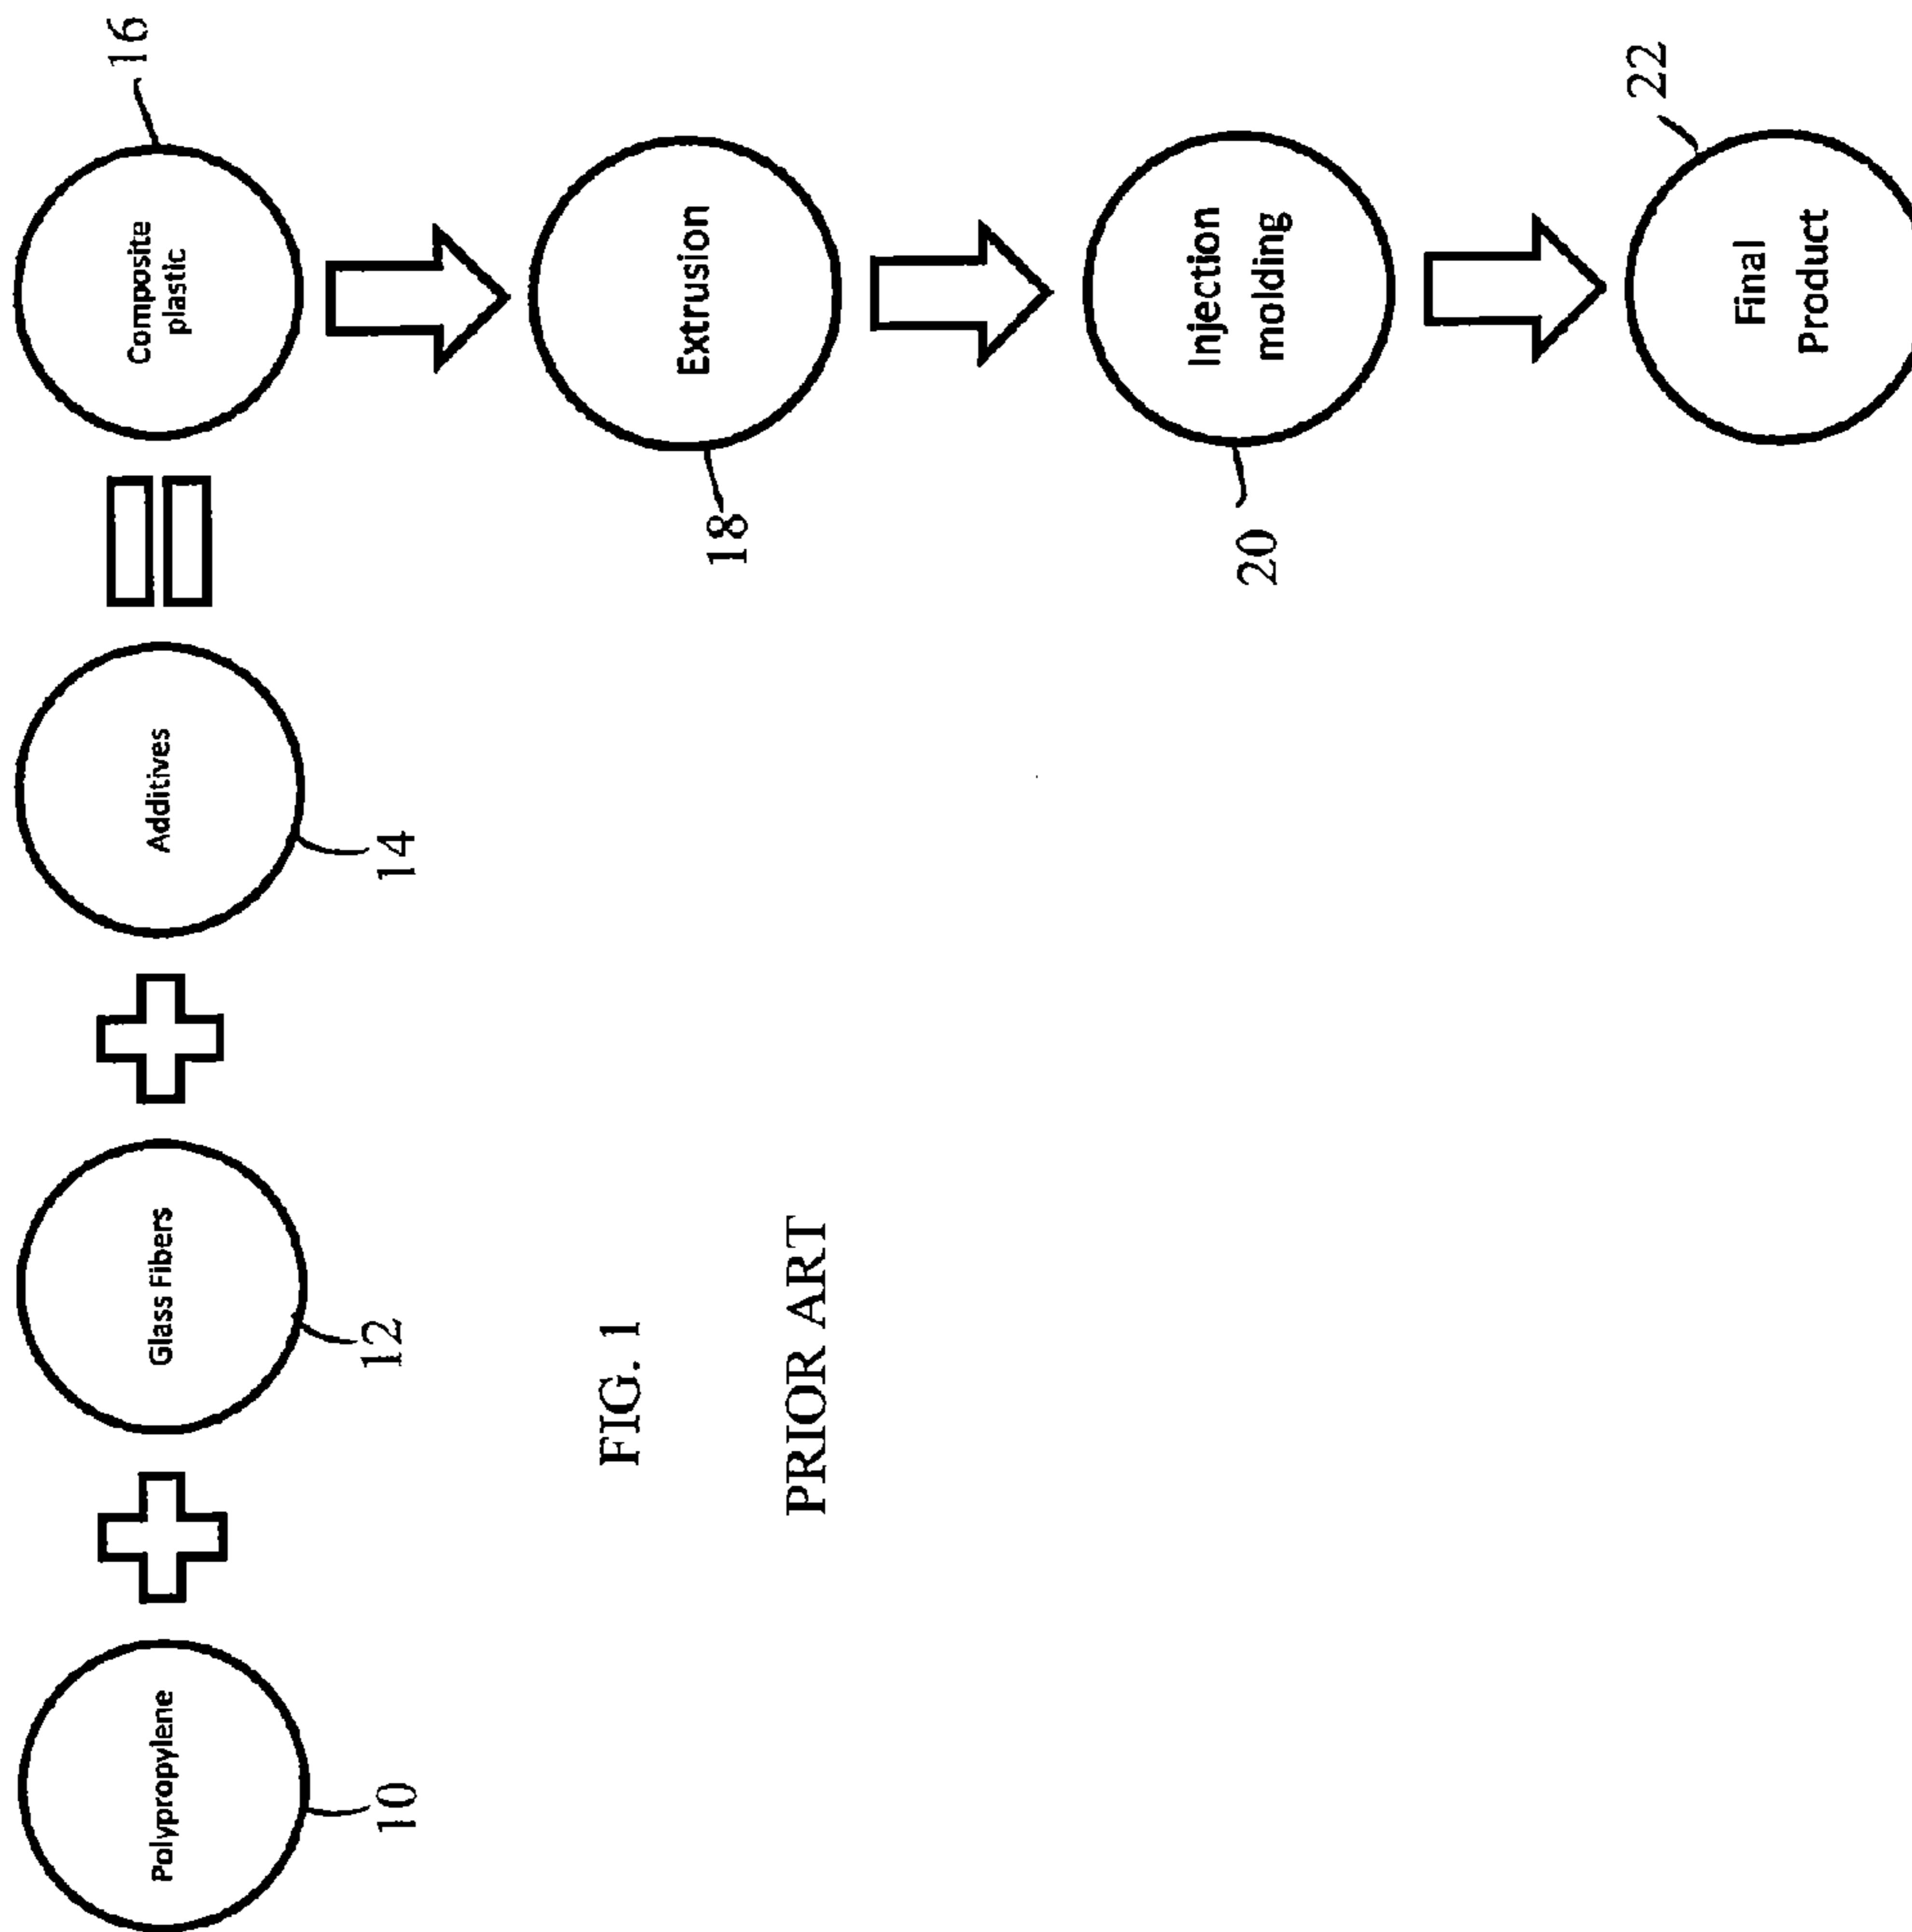 Polypropylene
10
Glass Fibers
12
Additives
14
Composite
plastic
16
Extrusion
18
Injection
molding
20
Final
Product
22
FIG. 1
PRIOR ART